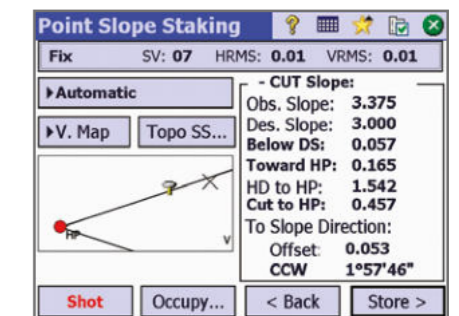 Point Slope Staking
Fix SV: 07 HRMS: 0.01 VRMS: 0.01
Automatic
V. Map Topo SS...
HP
V
- CUT Slope:
Obs. Slope: 3.375
Des. Slope: 3.000
Below DS: 0.057
Toward HP: 0.165
HD to HP: 1.542
Cut to HP: 0.457
To Slope Direction:
Offset: 0.053
CCW 1°57'46"
Shot Occupy... < Back Store >